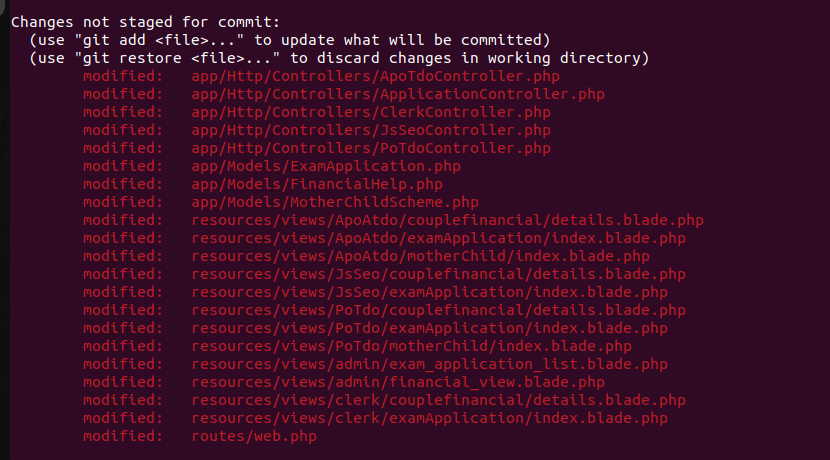 Changes not staged for commit:
  (use "git add <file>..." to update what will be committed)
  (use "git restore <file>..." to discard changes in working directory)
        modified:   app/Http/Controllers/ApoTdoController.php
        modified:   app/Http/Controllers/ApplicationController.php
        modified:   app/Http/Controllers/ClerkController.php
        modified:   app/Http/Controllers/JsSeoController.php
        modified:   app/Http/Controllers/PoTdoController.php
        modified:   app/Models/ExamApplication.php
        modified:   app/Models/FinancialHelp.php
        modified:   app/Models/MotherChildScheme.php
        modified:   resources/views/ApoAtdo/couplefinancial/details.blade.php
        modified:   resources/views/ApoAtdo/examApplication/index.blade.php
        modified:   resources/views/ApoAtdo/motherChild/index.blade.php
        modified:   resources/views/JsSeo/couplefinancial/details.blade.php
        modified:   resources/views/JsSeo/examApplication/index.blade.php
        modified:   resources/views/PoTdo/couplefinancial/details.blade.php
        modified:   resources/views/PoTdo/examApplication/index.blade.php
        modified:   resources/views/PoTdo/motherChild/index.blade.php
        modified:   resources/views/admin/exam_application_list.blade.php
        modified:   resources/views/admin/financial_view.blade.php
        modified:   resources/views/clerk/couplefinancial/details.blade.php
        modified:   resources/views/clerk/examApplication/index.blade.php
        modified:   routes/web.php